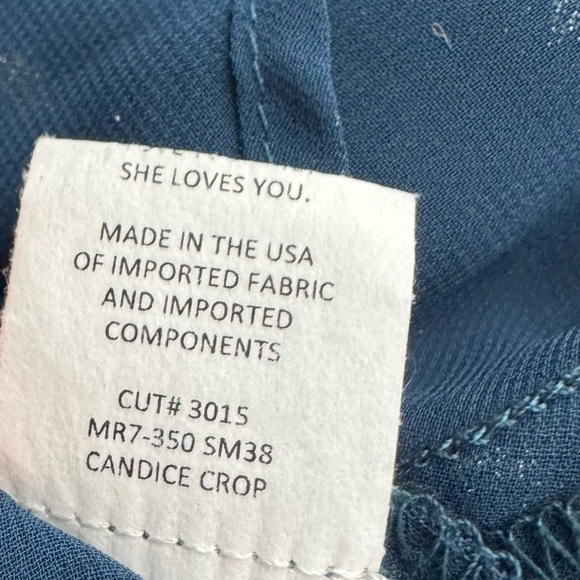 SHE LOVES YOU.
MADE IN THE USA
OF IMPORTED FABRIC
AND IMPORTED
COMPONENTS
CUT# 3015
MR7-350 SM38
CANDICE CROP